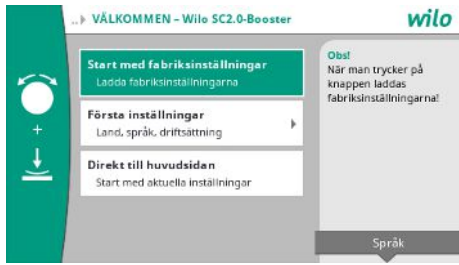 ..
VÄLKOMMEN – Wilo SC2.0-Booster
wilo
Start med fabriksinställningar
Ladda fabriksinställningarna
Första inställningar
Land, språk, driftsättning
Direkt till huvudsidan
Start med aktuella inställningar
+
Obs!
När man trycker på
knappen laddas
fabriksinställningarna!
Språk